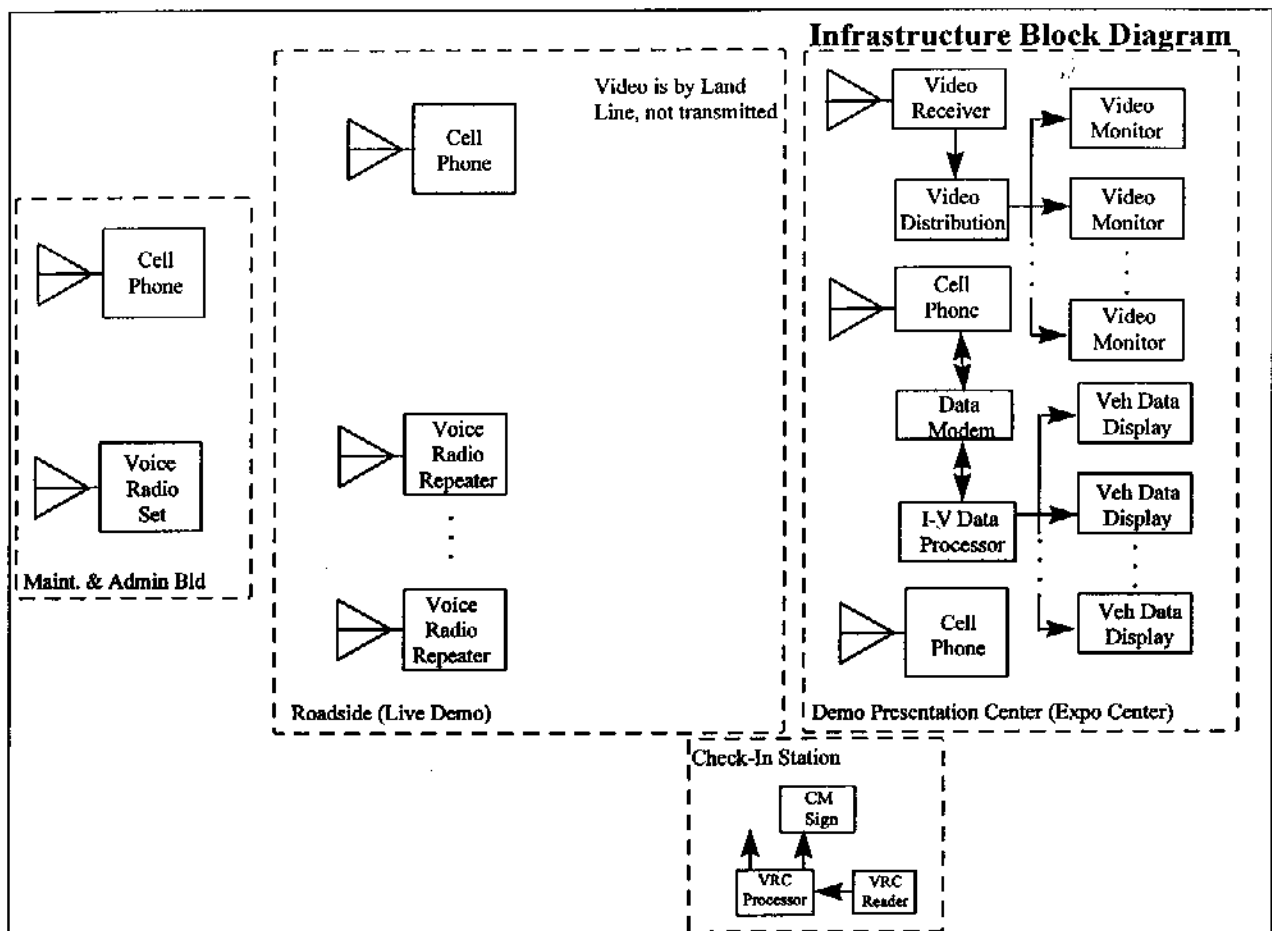 Infrastructure Block Diagram
Cell
Phone
Voice
Radio
Set
Maint. & Admin Bld
Video is by Land
Line, not transmitted
Cell
Phone
Voice
Radio
Repeater
Voice
Radio
Repeater
Roadside (Live Demo)
Video
Receiver
Video
Monitor
Video
Distribution
Video
Monitor
Cell
Phone
Video
Monitor
Data
Modem
Veh Data
Display
I-V Data
Processor
Veh Data
Display
Cell
Phone
Veh Data
Display
Demo Presentation Center (Expo Center)
Check-In Station
CM
Sign
VRC
Processor
VRC
Reader